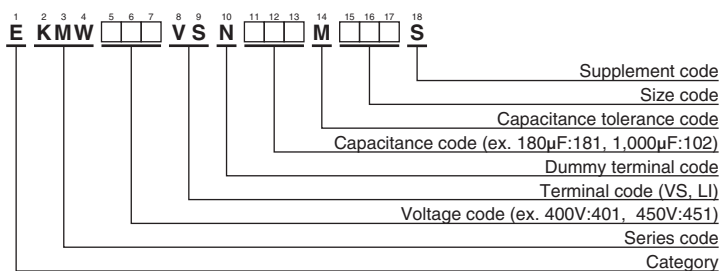 1 2 3 4 5 6 7 8 9 10 11 12 13 14 15 16 17 18
E KMW □□□ VS N □□□ M □□□ S
Supplement code
Size code
Capacitance tolerance code
Capacitance code (ex. 180μF:181, 1,000μF:102)
Dummy terminal code
Terminal code (VS, LI)
Voltage code (ex. 400V:401, 450V:451)
Series code
Category